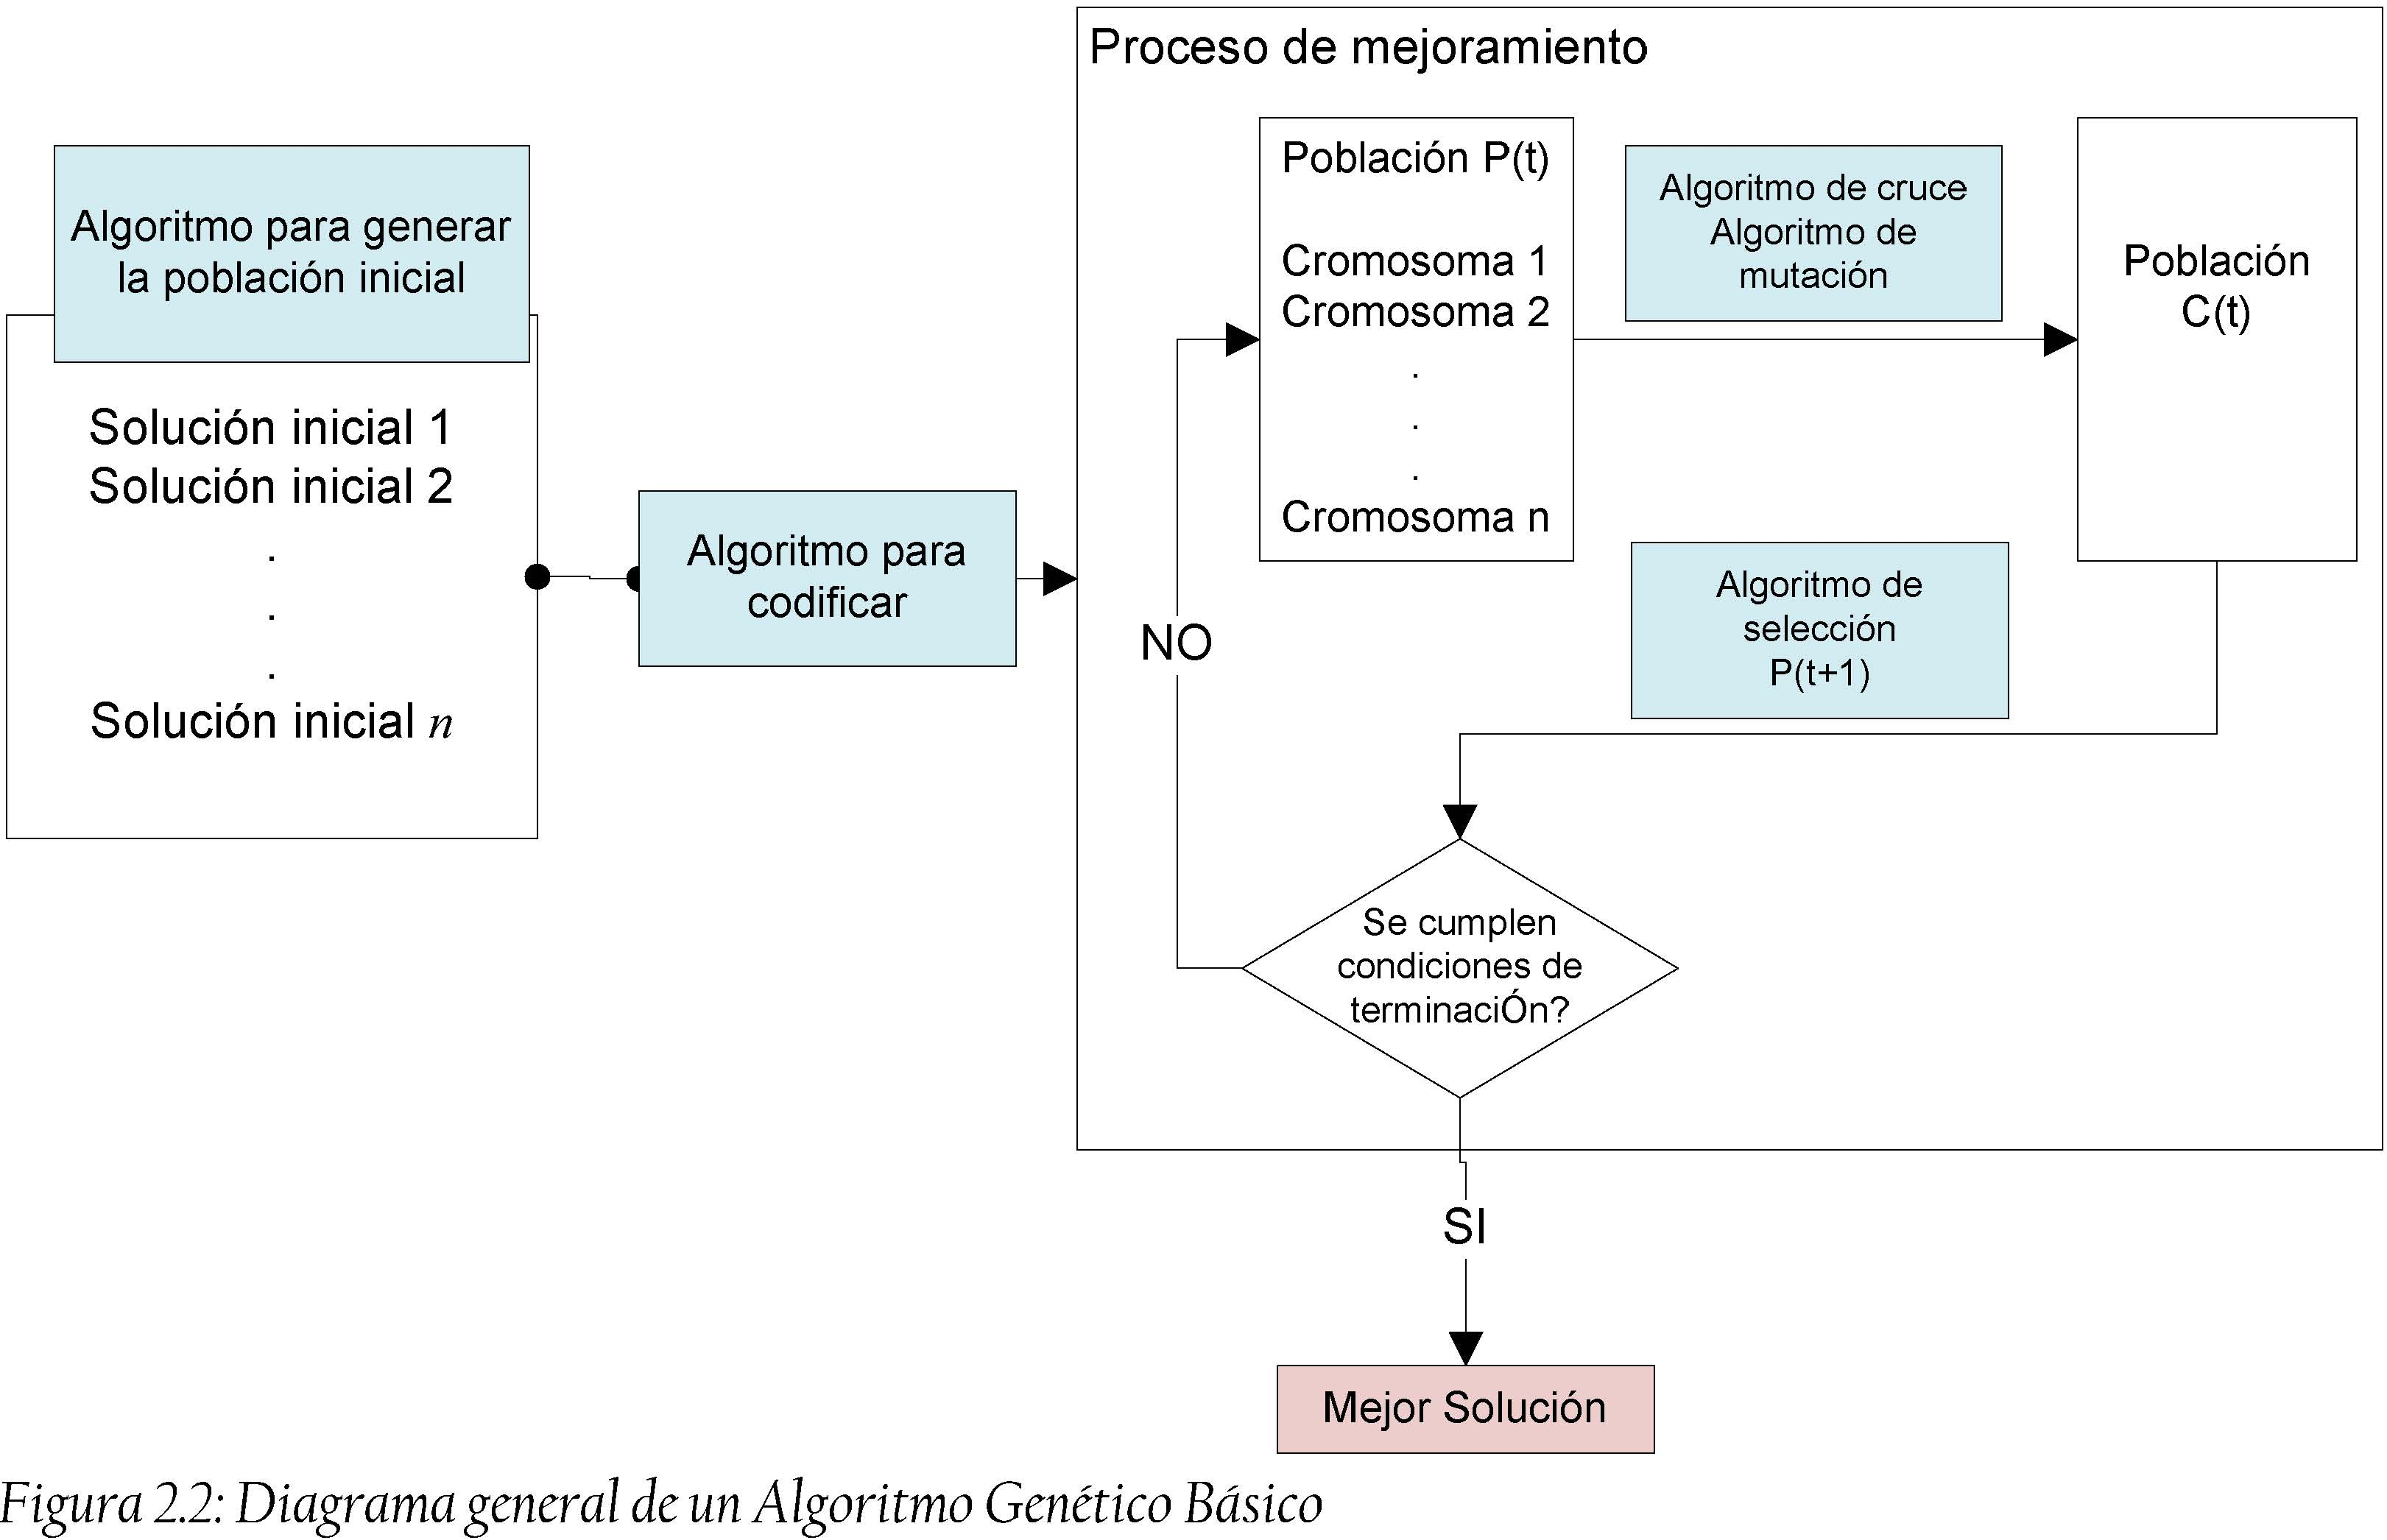 Proceso de mejoramiento
Algoritmo para generar
la población inicial
Solución inicial 1
Solución inicial 2
.
.
.
Solución inicial n
Algoritmo para
codificar
Población P(t)
Cromosoma 1
Cromosoma 2
.
.
.
Cromosoma n
Algoritmo de cruce
Algoritmo de
mutación
Población
C(t)
Algoritmo de
selección
P(t+1)
NO
Se cumplen
condiciones de
terminaciÓn?
SI
Mejor Solución
Figura 2.2: Diagrama general de un Algoritmo Genético Básico